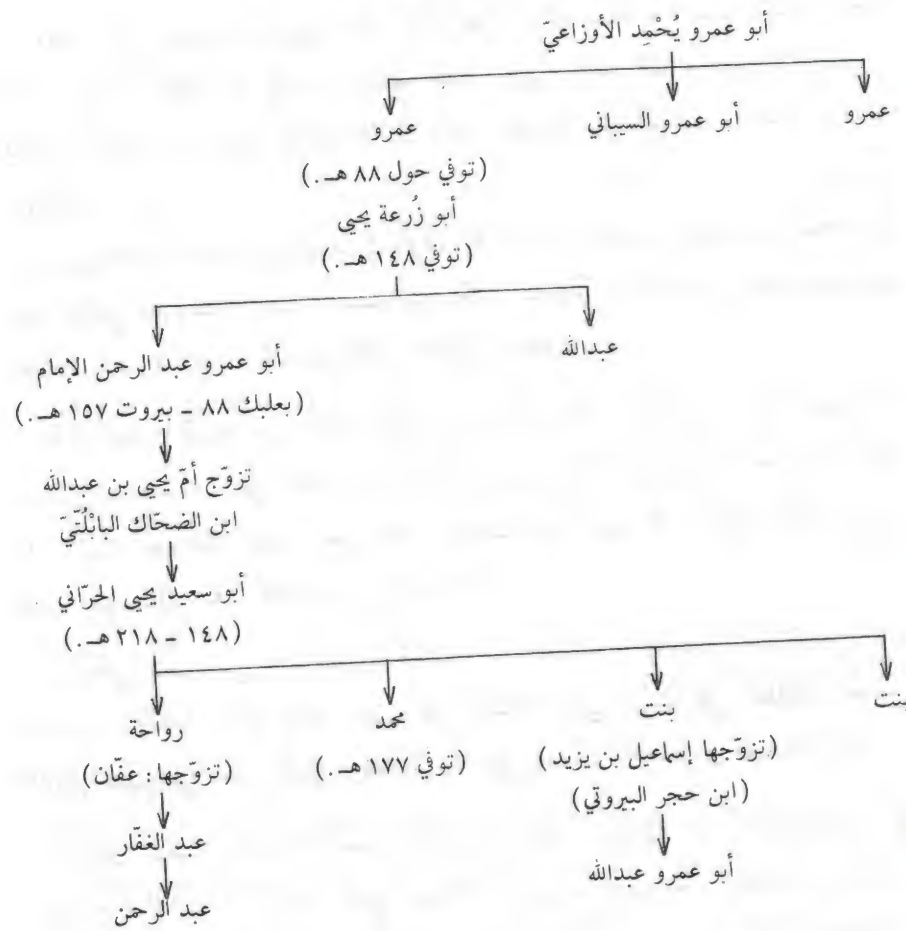 أبو عمرو يُحْمِد الأوزاعيّ
عمرو
أبو عمرو السيباني
عمرو
(توفي حول ٨٨ هـ.)
أبو زُرعة يحيى
(توفي ١٤٨ هـ.)
عبدالله
أبو عمرو عبد الرحمن الإمام
(بعلبك ٨٨ - بيروت ١٥٧ هـ.)
تزوّج أمّ يحيى بن عبدالله
ابن الضحّاك البابْلُتّيّ
أبو سعيد يحيى الحرّاني
(١٤٨ - ٢١٨ هـ.)
بنت
بنت
(تزوّجها إسماعيل بن يزيد)
(ابن حجر البيروتي)
أبو عمرو عبدالله
محمد
(توفي ١٧٧ هـ.)
رواحة
(تزوّجها: عفّان)
عبد الغفّار
عبد الرحمن